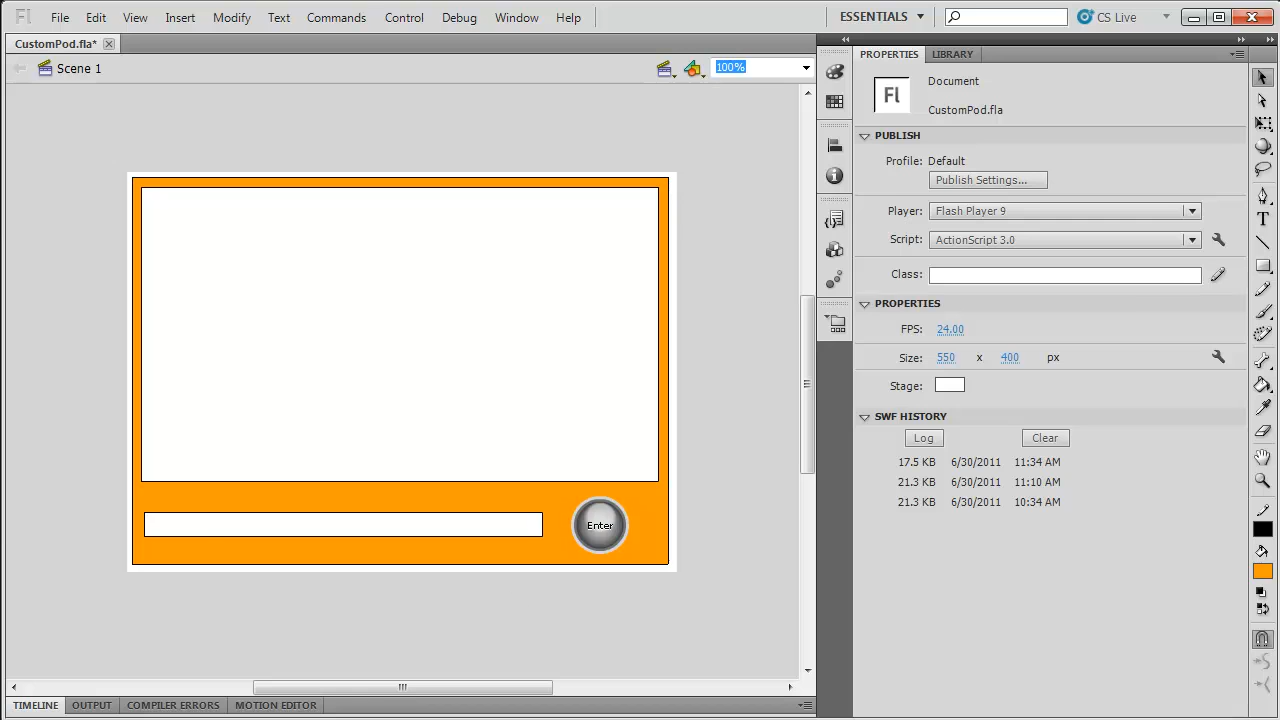 Fl File Edit View Insert Modify Text Commands Control Debug Window Help ESSENTIALS CS Live
CustomPod.fla*
Scene 1 100%
PROPERTIES LIBRARY
Fl Document
CustomPod.fla
PUBLISH
Profile: Default
Publish Settings...
Player: Flash Player 9
Script: ActionScript 3.0
Class:
PROPERTIES
FPS: 24.00
Size: 550 x 400 px
Stage:
SWF HISTORY
Log Clear
17.5 KB 6/30/2011 11:34 AM
21.3 KB 6/30/2011 11:10 AM
21.3 KB 6/30/2011 10:34 AM
Enter
TIMELINE OUTPUT COMPILER ERRORS MOTION EDITOR